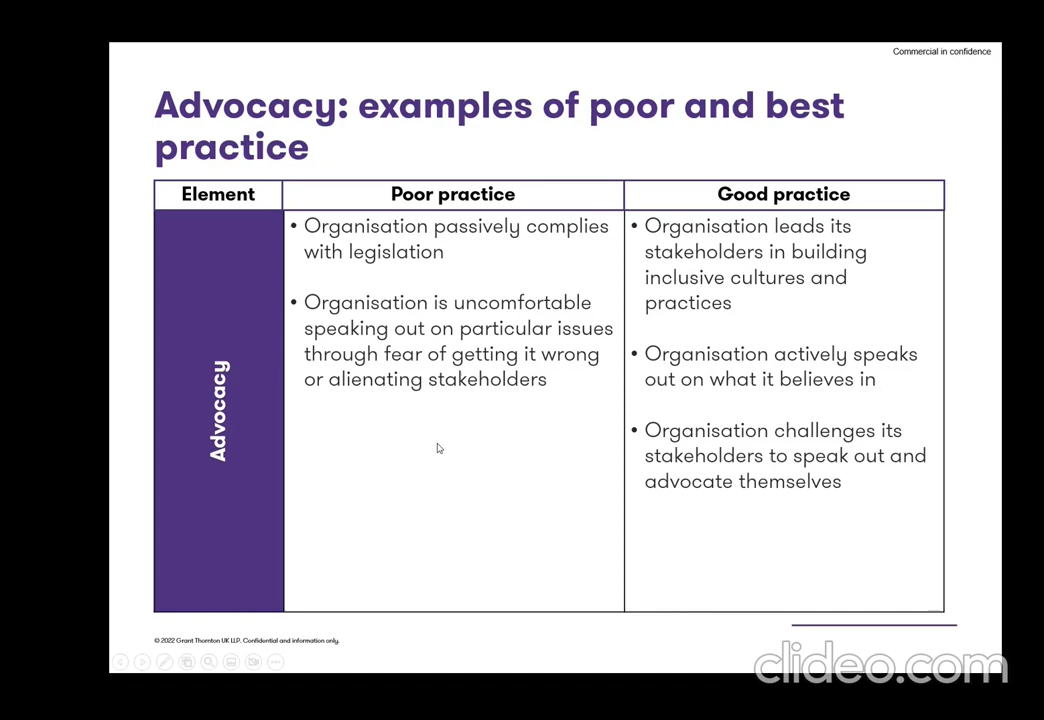 Commercial in confidence
Advocacy: examples of poor and best
practice
Element
Poor practice
Good practice
Advocacy
• Organisation passively complies
with legislation
• Organisation is uncomfortable
speaking out on particular issues
through fear of getting it wrong
or alienating stakeholders
• Organisation leads its
stakeholders in building
inclusive cultures and
practices
• Organisation actively speaks
out on what it believes in
• Organisation challenges its
stakeholders to speak out and
advocate themselves
© 2022 Grant Thornton UK LLP. Confidential and information only.
clideo.com